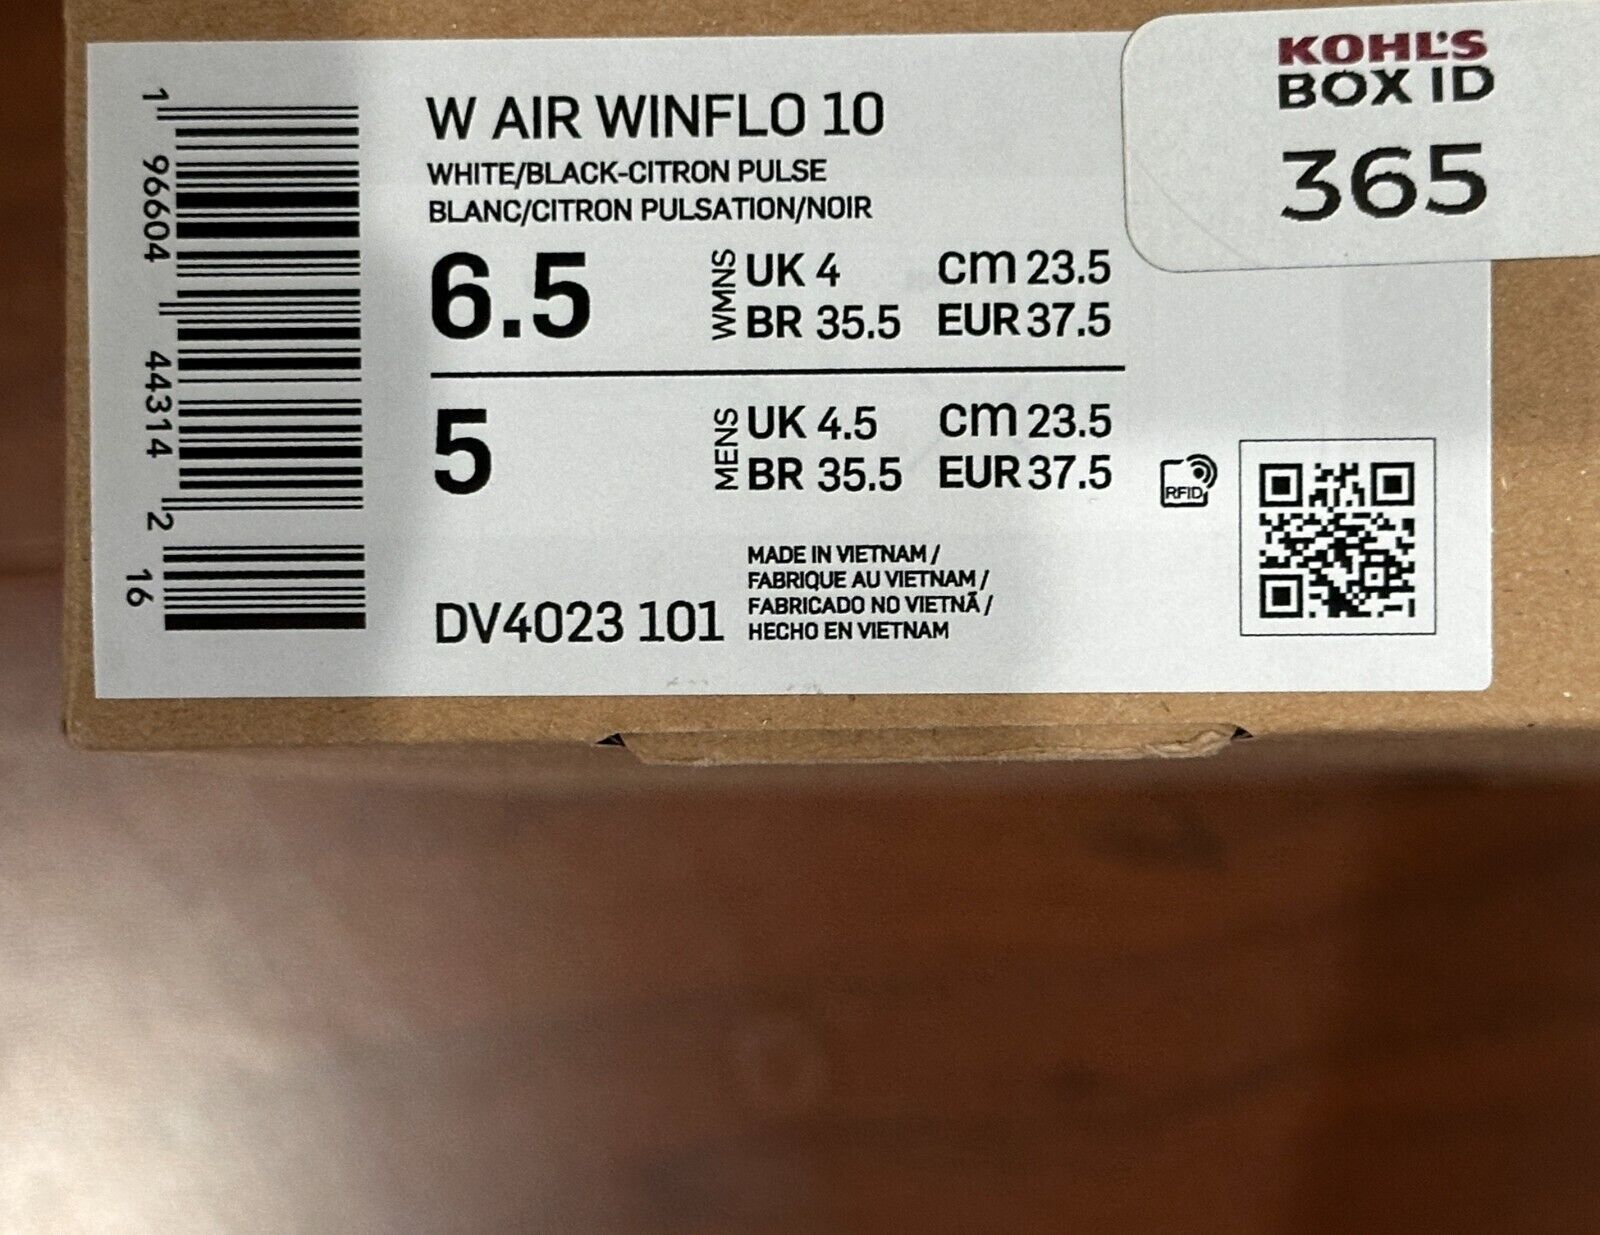 KOHL'S
BOX ID
365
W AIR WINFLO 10
WHITE/BLACK-CITRON PULSE
BLANC/CITRON PULSATION/NOIR
6.5
WMNS
UK 4
CM 23.5
BR 35.5
EUR 37.5
5
MENS
UK 4.5
CM 23.5
BR 35.5
EUR 37.5
RFID
DV4023 101
MADE IN VIETNAM /
FABRIQUE AU VIETNAM /
FABRICADO NO VIETNÃ /
HECHO EN VIETNAM
1 96604 44314 2 16